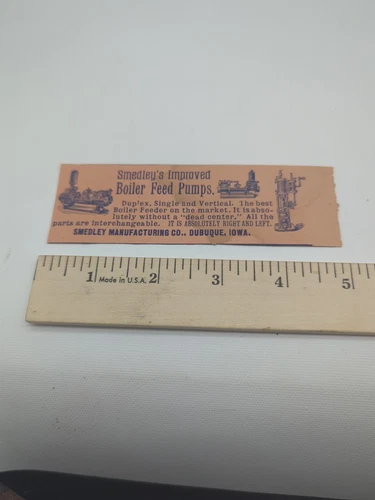 Smedley's Improved
Boiler Feed Pumps.
Duplex, Single and Vertical. The best
Boiler Feeder on the market. It is abso-
lutely without a "dead center." All the
parts are interchangeable. IT IS ABSOLUTELY RIGHT AND LEFT.
SMEDLEY MANUFACTURING CO., DUBUQUE, IOWA.
1 Made in U.S.A. 2 3 4 5